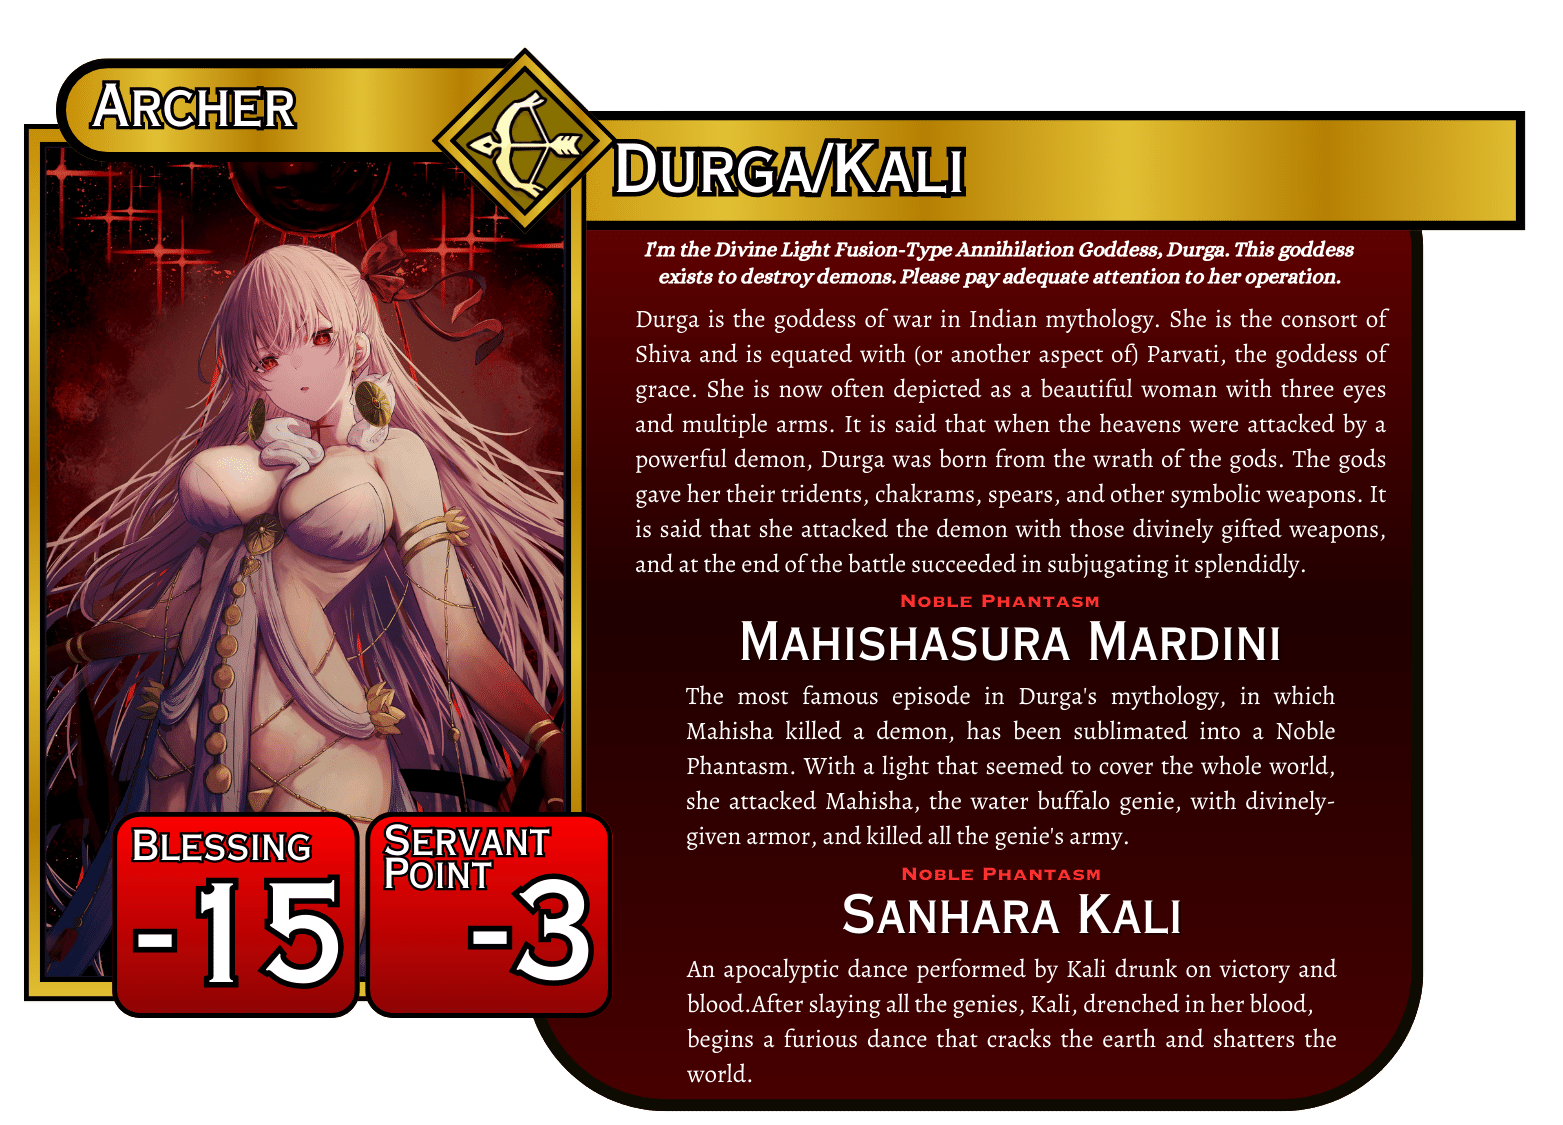 Archer
Durga/Kali
I'm the Divine Light Fusion-Type Annihilation Goddess, Durga. This goddess
exists to destroy demons. Please pay adequate attention to her operation.
Durga is the goddess of war in Indian mythology. She is the consort of
Shiva and is equated with (or another aspect of) Parvati, the goddess of
grace. She is now often depicted as a beautiful woman with three eyes
and multiple arms. It is said that when the heavens were attacked by a
powerful demon, Durga was born from the wrath of the gods. The gods
gave her their tridents, chakrams, spears, and other symbolic weapons. It
is said that she attacked the demon with those divinely gifted weapons,
and at the end of the battle succeeded in subjugating it splendidly.
Noble Phantasm
Mahishasura Mardini
The most famous episode in Durga's mythology, in which
Mahisha killed a demon, has been sublimated into a Noble
Phantasm. With a light that seemed to cover the whole world,
she attacked Mahisha, the water buffalo genie, with divinely-
given armor, and killed all the genie's army.
Noble Phantasm
Sanhara Kali
An apocalyptic dance performed by Kali drunk on victory and
blood.After slaying all the genies, Kali, drenched in her blood,
begins a furious dance that cracks the earth and shatters the
world.
Blessing
-15
Servant
Point
-3